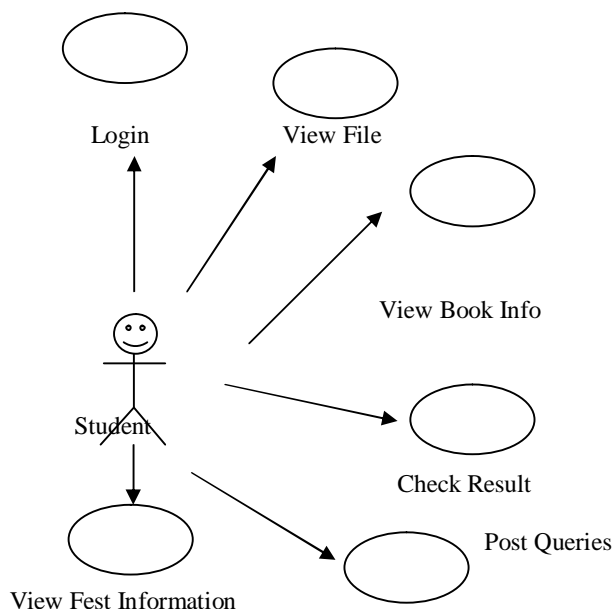 Login
View File
View Book Info
Student
Check Result
Post Queries
View Fest Information